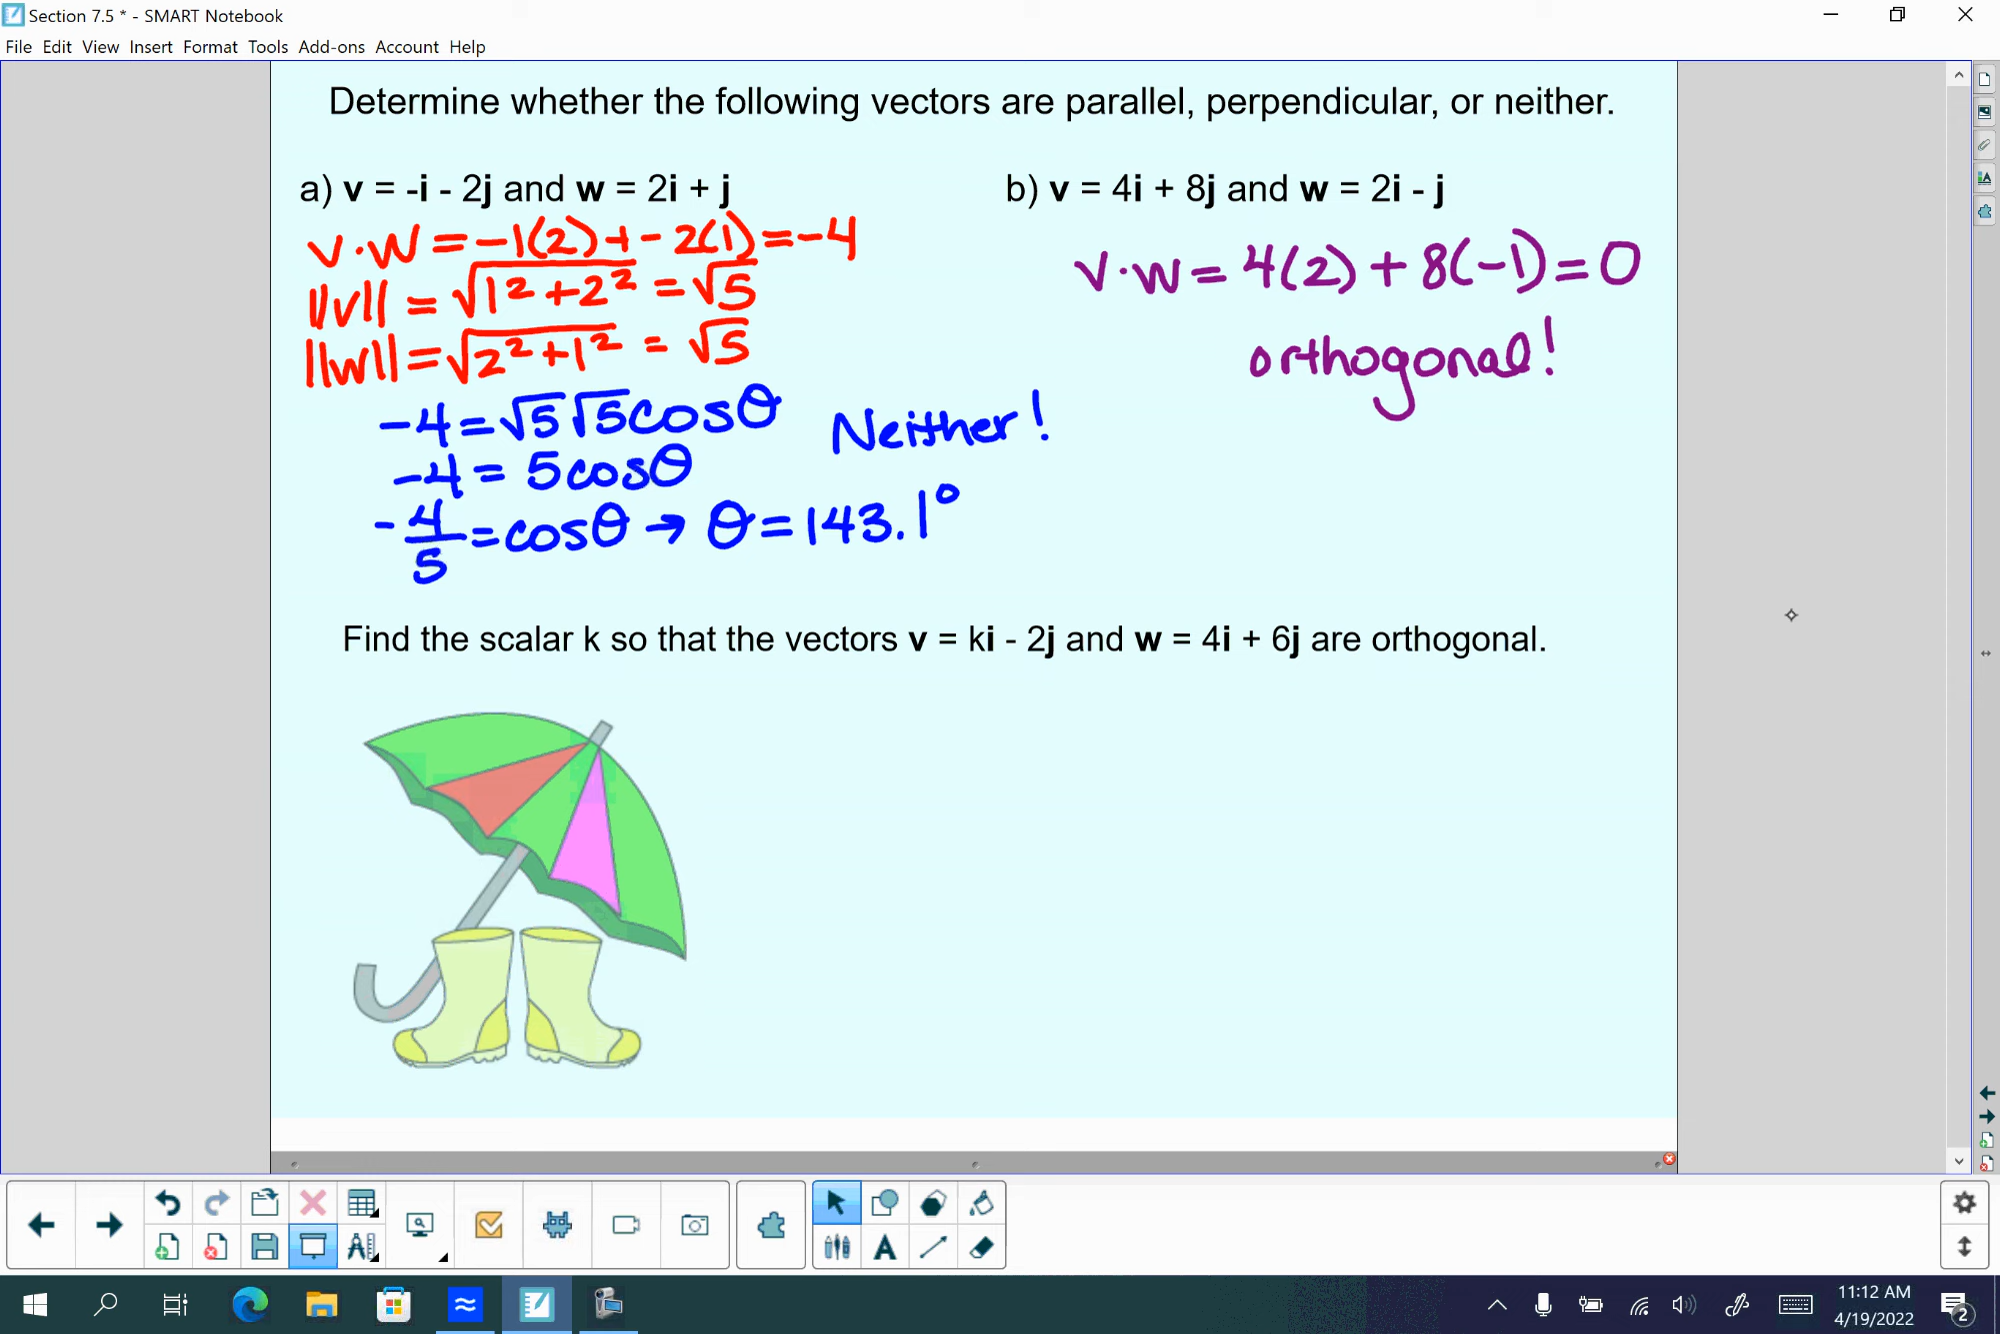 Section 7.5 * - SMART Notebook
File Edit View Insert Format Tools Add-ons Account Help
Determine whether the following vectors are parallel, perpendicular, or neither.
a) v = -i - 2j and w = 2i + j
v·w = -1(2) + -2(1) = -4
||v|| = √1² + 2² = √5
||w|| = √2² + 1² = √5
-4 = √5 √5 cosθ
Neither!
-4 = 5cosθ
-4/5 = cosθ → θ = 143.1°
b) v = 4i + 8j and w = 2i - j
v·w = 4(2) + 8(-1) = 0
orthogonal!
Find the scalar k so that the vectors v = ki - 2j and w = 4i + 6j are orthogonal.
A
11:12 AM
4/19/2022
2